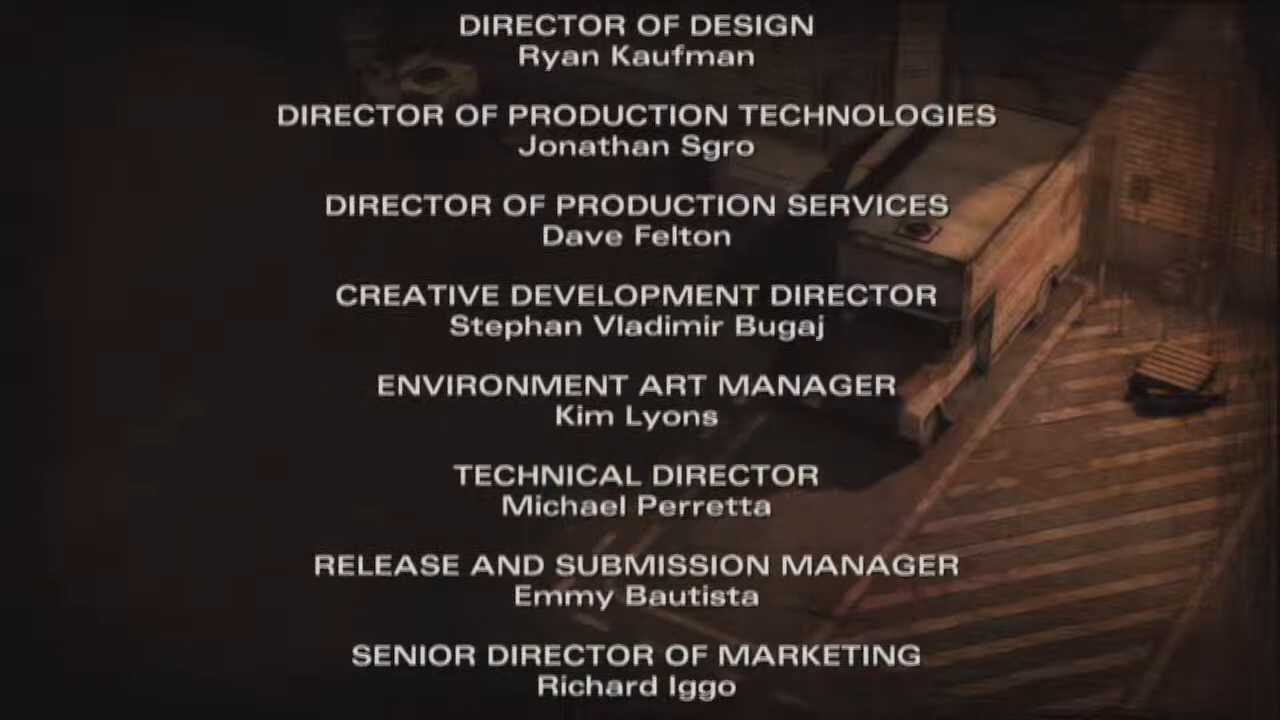 DIRECTOR OF DESIGN
Ryan Kaufman
DIRECTOR OF PRODUCTION TECHNOLOGIES
Jonathan Sgro
DIRECTOR OF PRODUCTION SERVICES
Dave Felton
CREATIVE DEVELOPMENT DIRECTOR
Stephan Vladimir Bugaj
ENVIRONMENT ART MANAGER
Kim Lyons
TECHNICAL DIRECTOR
Michael Perretta
RELEASE AND SUBMISSION MANAGER
Emmy Bautista
SENIOR DIRECTOR OF MARKETING
Richard Iggo